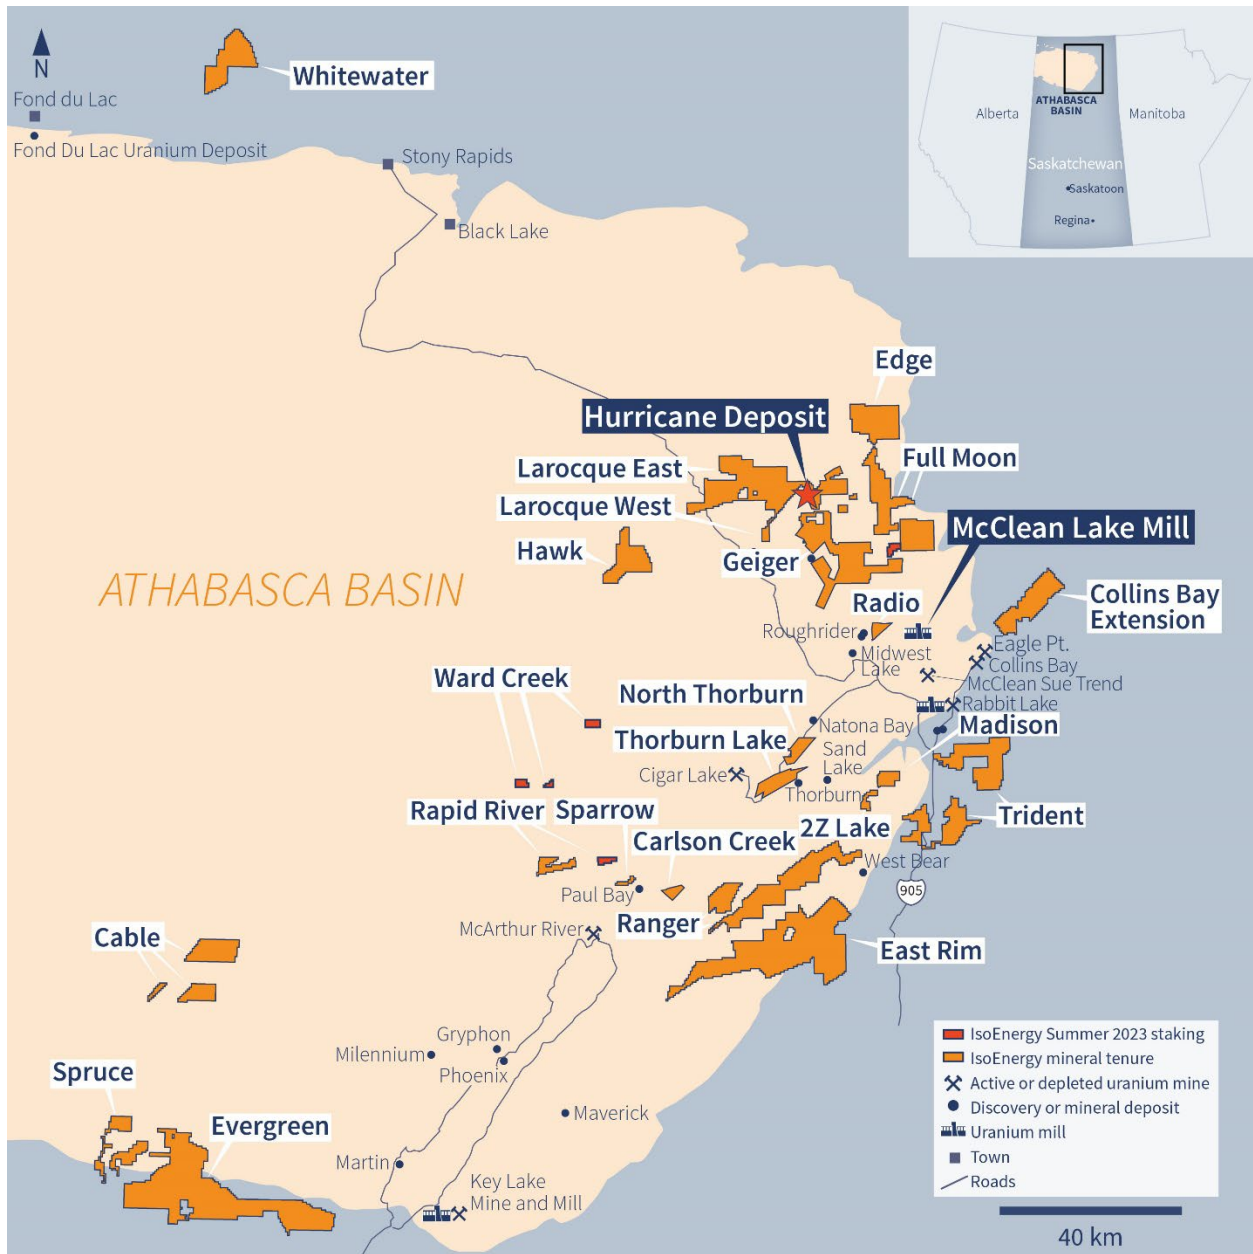 N
Whitewater
Fond du Lac
Fond Du Lac Uranium Deposit
Stony Rapids
Black Lake
Alberta
ATHABASCA
BASIN
Manitoba
Saskatchewan
Saskatoon
Regina
Edge
Hurricane Deposit
Larocque East
Full Moon
Larocque West
McClean Lake Mill
Hawk
Geiger
ATHABASCA BASIN
Radio
Collins Bay
Extension
Roughrider
Midwest
Lake
Eagle Pt.
Collins Bay
McClean Sue Trend
Rabbit Lake
Ward Creek
North Thorburn
Natona Bay
Madison
Thorburn Lake
Sand
Lake
Cigar Lake
Thorburn
Rapid River
Sparrow
Trident
Carlson Creek
2Z Lake
West Bear
Paul Bay
905
Ranger
McArthur River
Cable
East Rim
Gryphon
Milennium
Phoenix
Spruce
Maverick
Evergreen
Martin
Key Lake
Mine and Mill
IsoEnergy Summer 2023 staking
IsoEnergy mineral tenure
Active or depleted uranium mine
Discovery or mineral deposit
Uranium mill
Town
Roads
40 km